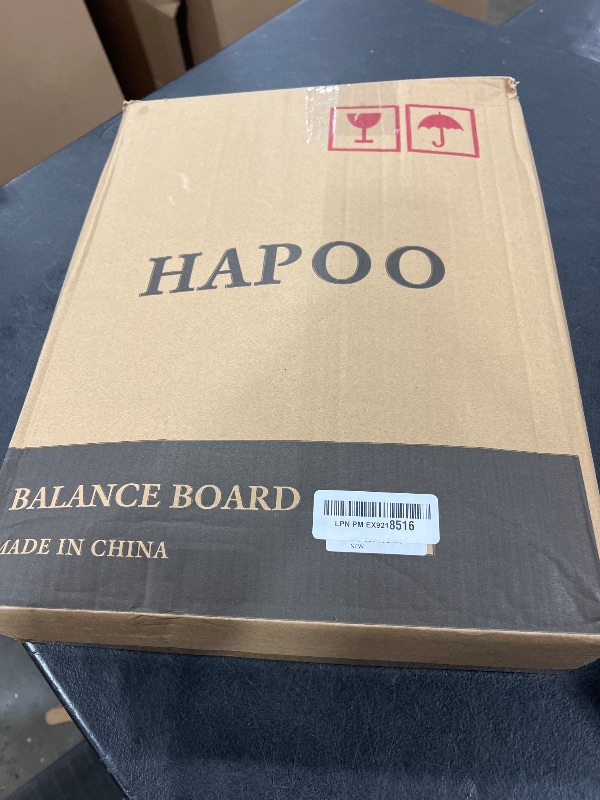 HAPOO
BALANCE BOARD
MADE IN CHINA
LPN PM EX9218516
NEW